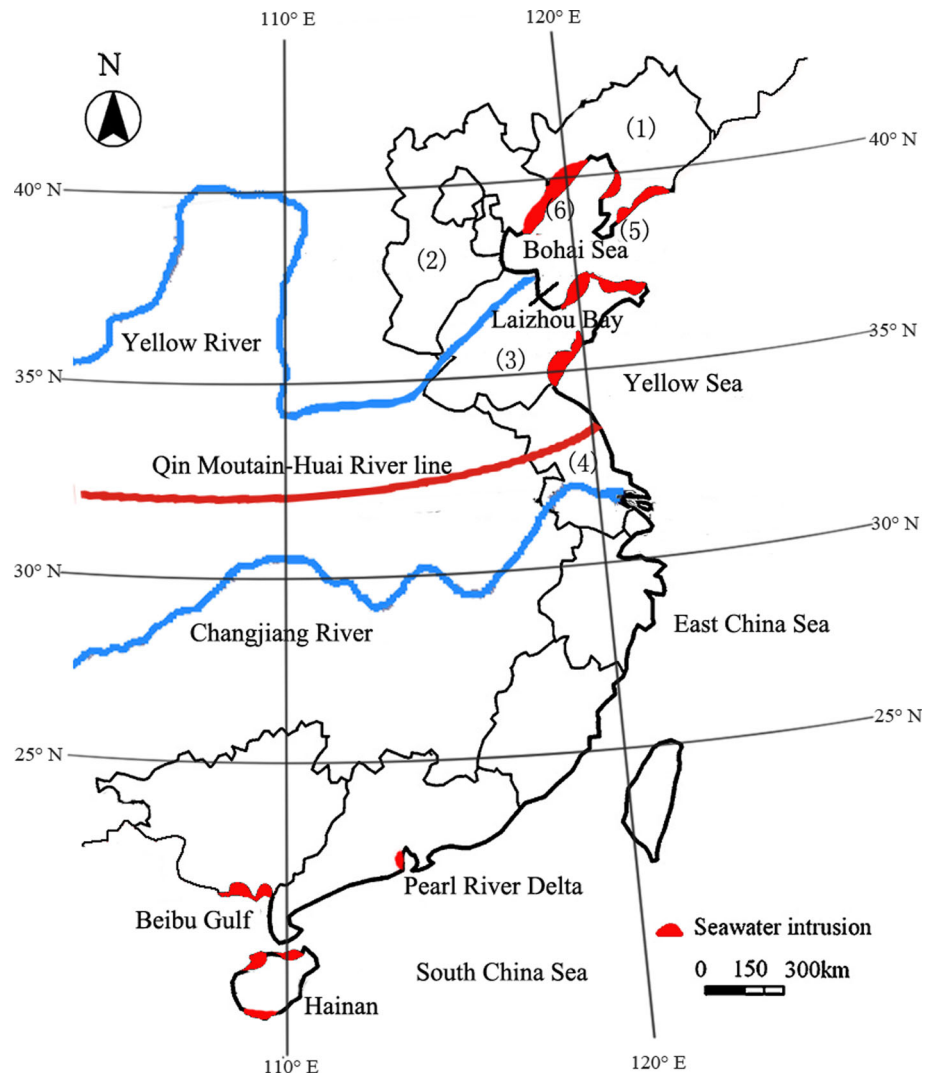 120° E
110° E
N
(1)
40° N
40° N
(6)
(5)
(2)
Bohai Sea
Laizhou Bay
Yellow River
35° N
(3)
35° N
Yellow Sea
Qin Moutain-Huai River line
(4)
30° N
30° N
Changjiang River
East China Sea
25° N
25° N
Pearl River Delta
Beibu Gulf
Seawater intrusion
South China Sea
0 150 300km
Hainan
110° E
120° E